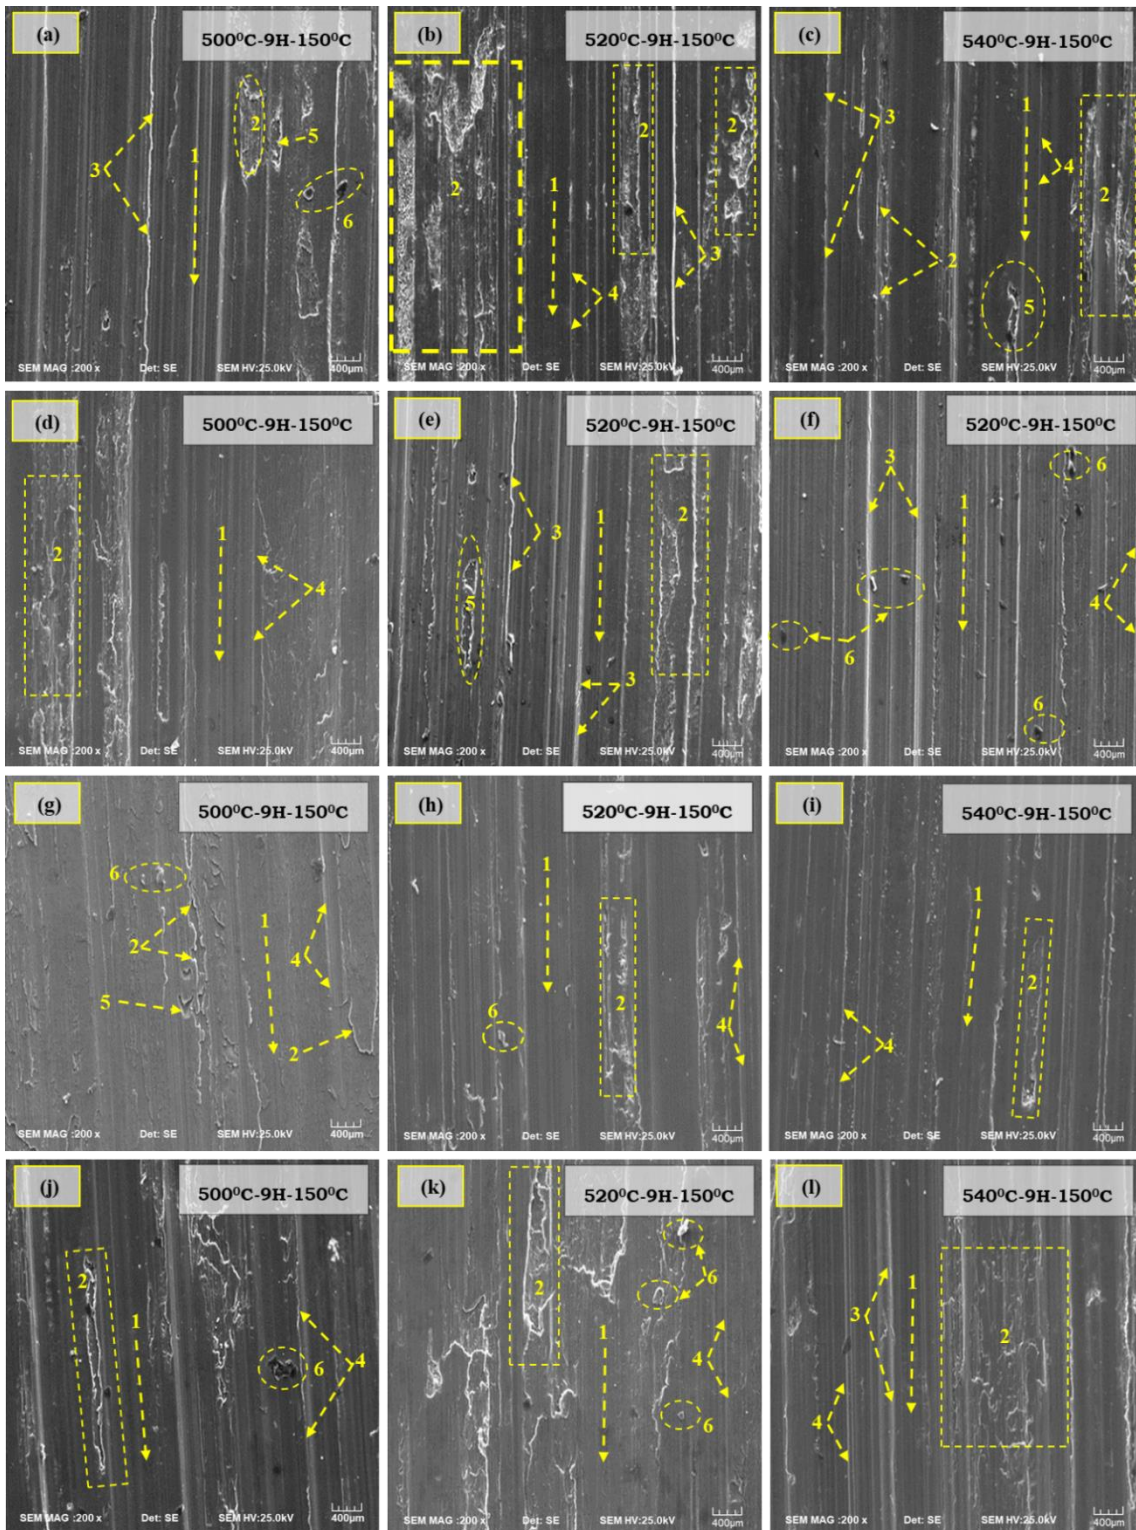 (a) 500⁰C-9H-150⁰C
2
5
3
1
6
SEM MAG :200 x Det: SE SEM HV:25.0kV 400µm
(b) 520⁰C-9H-150⁰C
2
2
2
1
3
4
SEM MAG :200 x Det: SE SEM HV:25.0kV 400µm
(c) 540⁰C-9H-150⁰C
1
3
4
2
2
5
SEM MAG :200 x Det: SE SEM HV:25.0kV 400µm
(d) 500⁰C-9H-150⁰C
1
2
4
SEM MAG :200 x Det: SE SEM HV:25.0kV 400µm
(e) 520⁰C-9H-150⁰C
2
1
3
5
3
SEM MAG :200 x Det: SE SEM HV:25.0kV 400µm
(f) 520⁰C-9H-150⁰C
3
6
1
4
6
6
SEM MAG :200 x Det: SE SEM HV:25.0kV 400µm
(g) 500⁰C-9H-150⁰C
6
1
2
4
5
2
SEM MAG :200 x Det: SE SEM HV:25.0kV 400µm
(h) 520⁰C-9H-150⁰C
1
2
6
4
SEM MAG :200 x Det: SE SEM HV:25.0kV 400µm
(i) 540⁰C-9H-150⁰C
1
2
4
SEM MAG :200 x Det: SE SEM HV:25.0kV 400µm
(j) 500⁰C-9H-150⁰C
2
1
6
4
SEM MAG :200 x Det: SE SEM HV:25.0kV 400µm
(k) 520⁰C-9H-150⁰C
2
6
1
4
6
SEM MAG :200 x Det: SE SEM HV:25.0kV 400µm
(l) 540⁰C-9H-150⁰C
1
3
2
4
SEM MAG :200 x Det: SE SEM HV:25.0kV 400µm